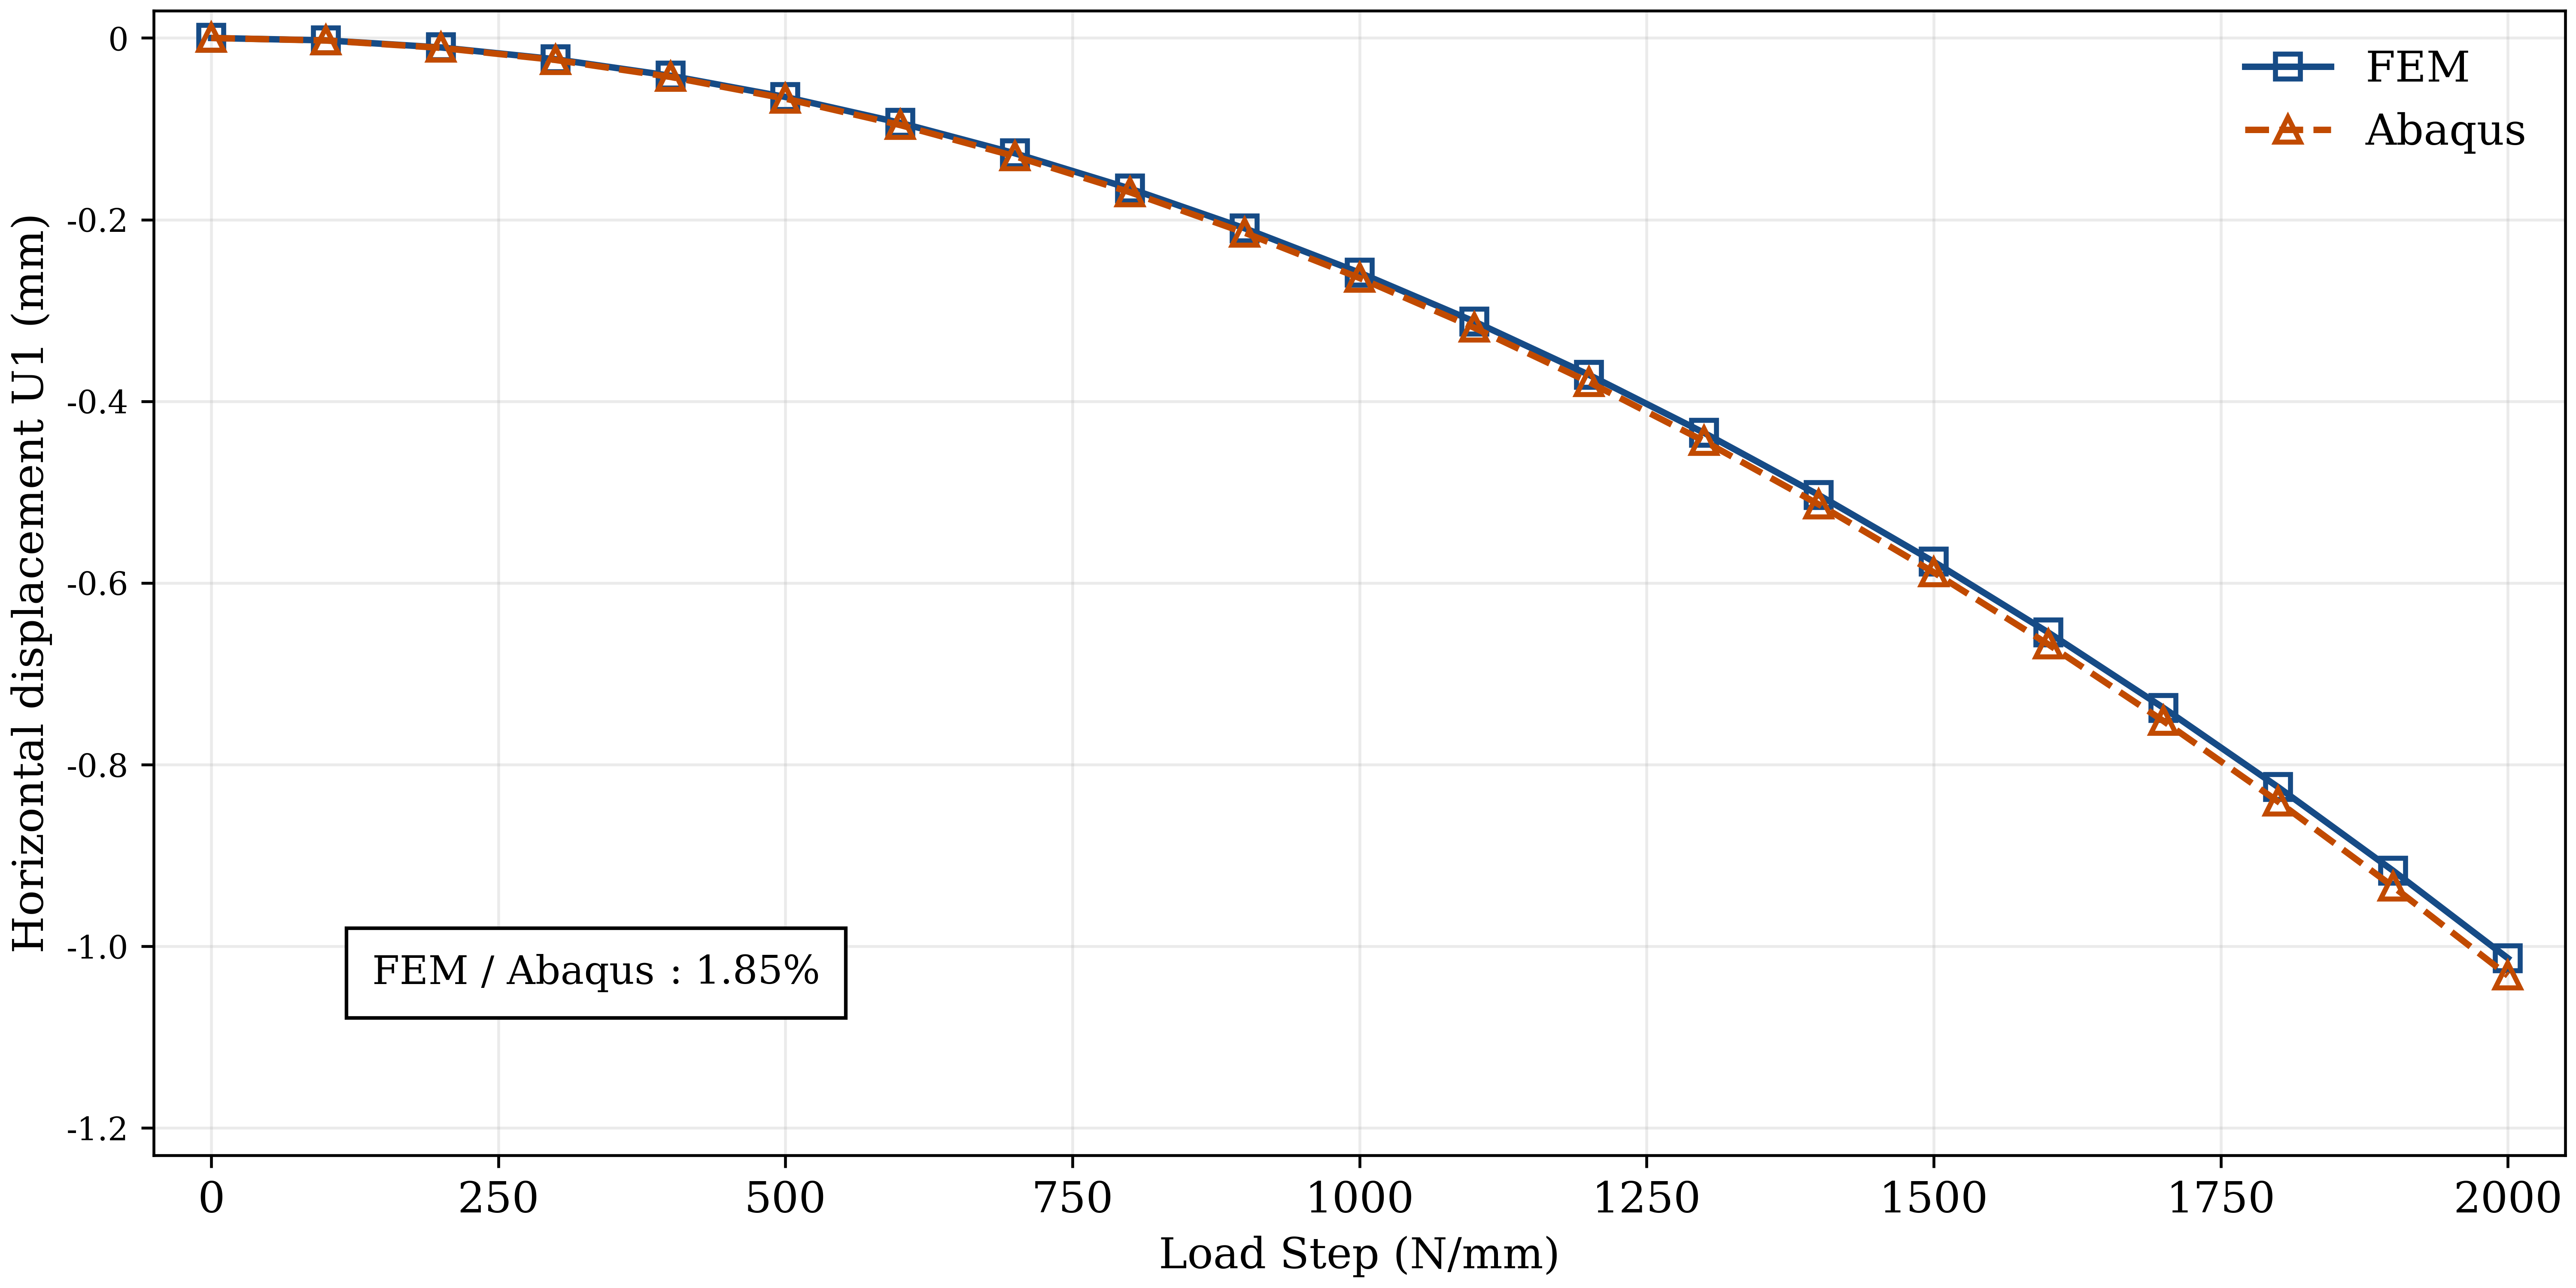 0
-0.2
-0.4
-0.6
-0.8
-1.0
-1.2
Horizontal displacement U1 (mm)
FEM
Abaqus
FEM / Abaqus : 1.85%
0 250 500 750 1000 1250 1500 1750 2000
Load Step (N/mm)